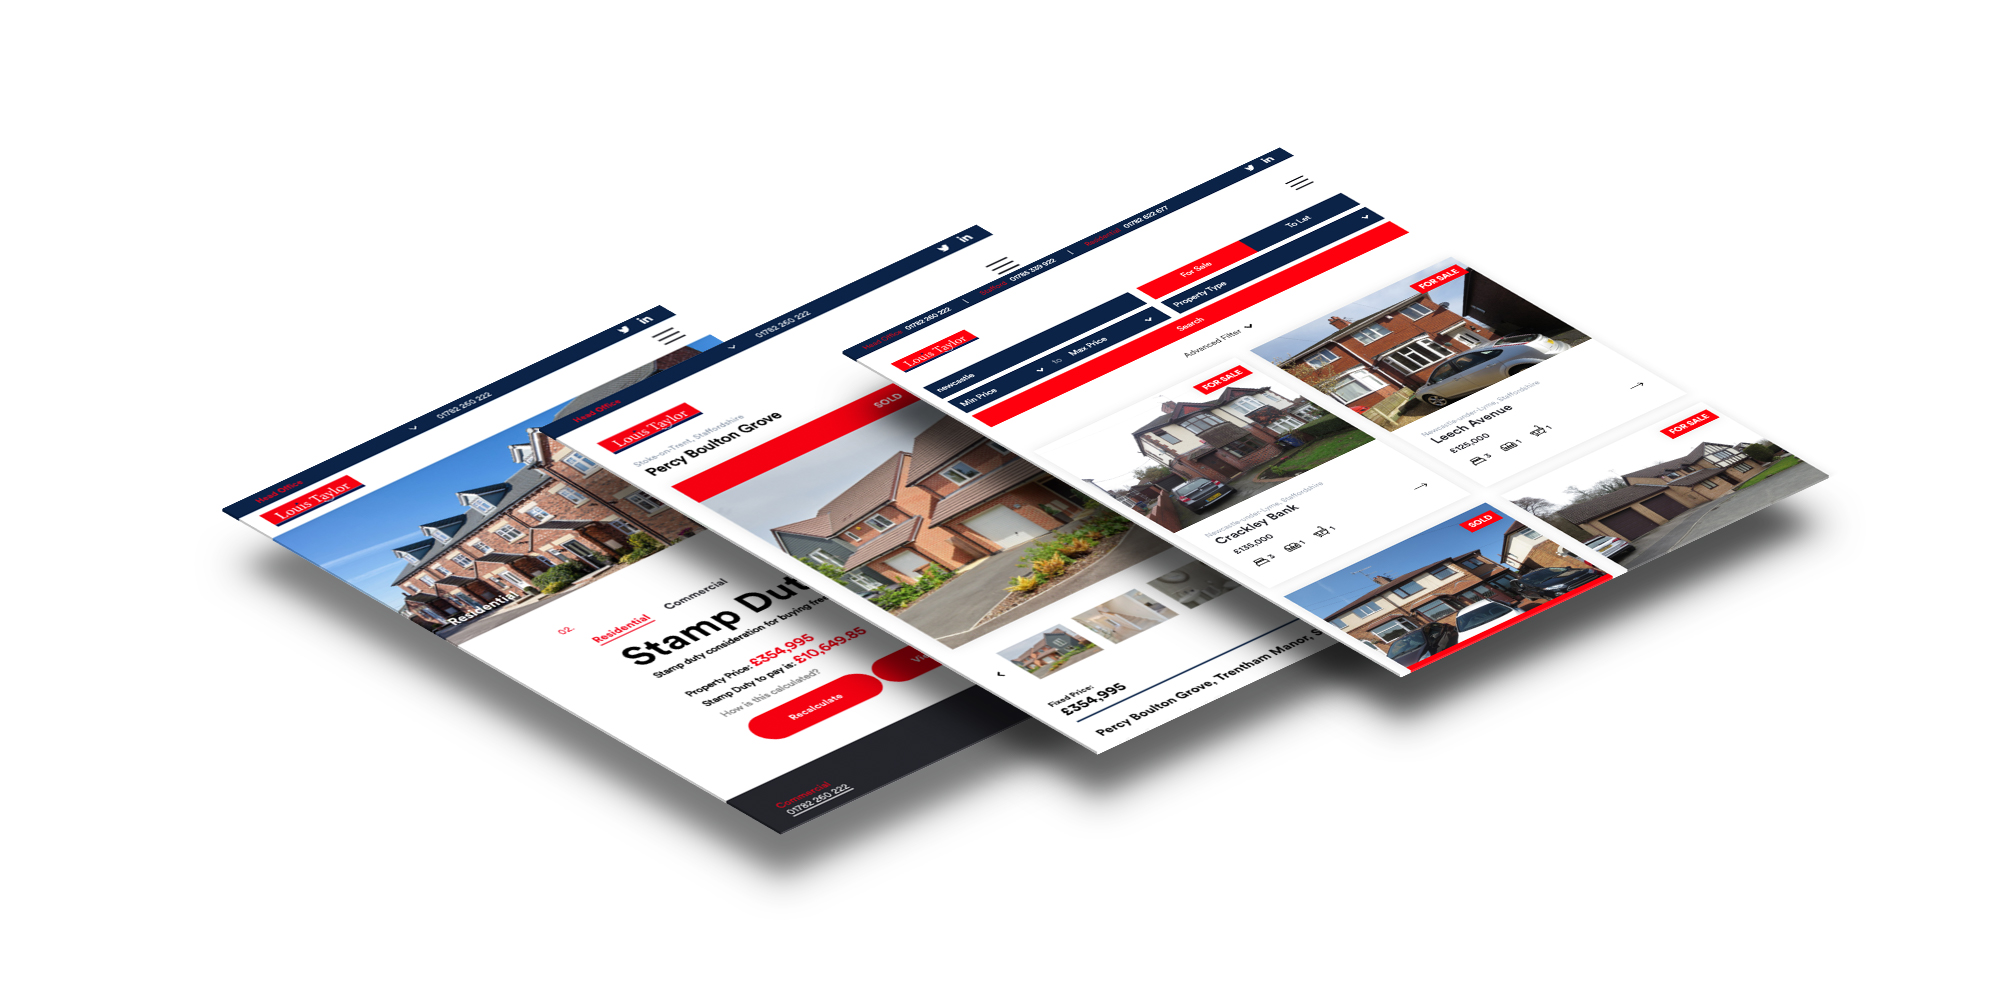 Head Office
01782 260 222
Louis Taylor
Residential
02.
Residential
Commercial
Stamp Dut
Stamp duty consideration for buying free
Property Price: £354,995
Stamp Duty to pay is: £10,649.85
How is this calculated?
Recalculate
Commercial
01782 260 222
Head Office
01782 260 222
Louis Taylor
Stoke-on-Trent, Staffordshire
Percy Boulton Grove
SOLD
Fixed Price:
£354,995
Percy Boulton Grove, Trentham Manor, S
Head Office 01782 260 222 | Stafford 01785 339 922 | Residential 01782 622 677
Louis Taylor
newcastle
For Sale
To Let
Min Price to Max Price
Property Type
Search
Advanced Filter
FOR SALE
Newcastle-under-Lyme, Staffordshire
Crackley Bank
£135,000
3 1 1
FOR SALE
Newcastle-under-Lyme, Staffordshire
Leech Avenue
£125,000
3 1 1
SOLD
FOR SALE